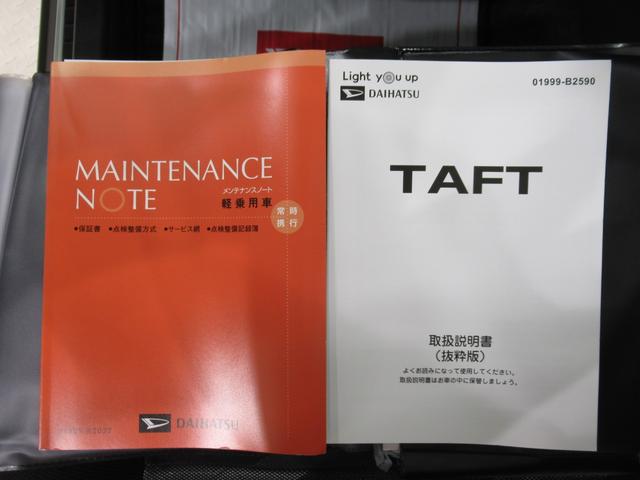 MAINTENANCE
NOTE
メンテナンスノート
軽乗用車
常時
携行
●保証書 ●点検整備方式 ●サービス網 ●点検整備記録簿
DAIHATSU
Light you up
DAIHATSU
01999-B2590
TAFT
取扱説明書
（抜粋版）
よくお読みになって使用してください。
取扱説明書はお車の中に保管しましょう。